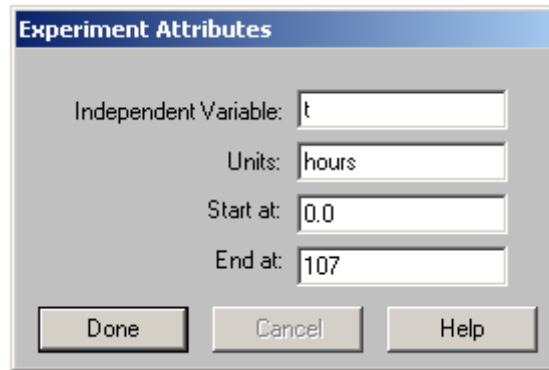 Experiment Attributes
Independent Variable: t
Units: hours
Start at: 0.0
End at: 107
Done Cancel Help